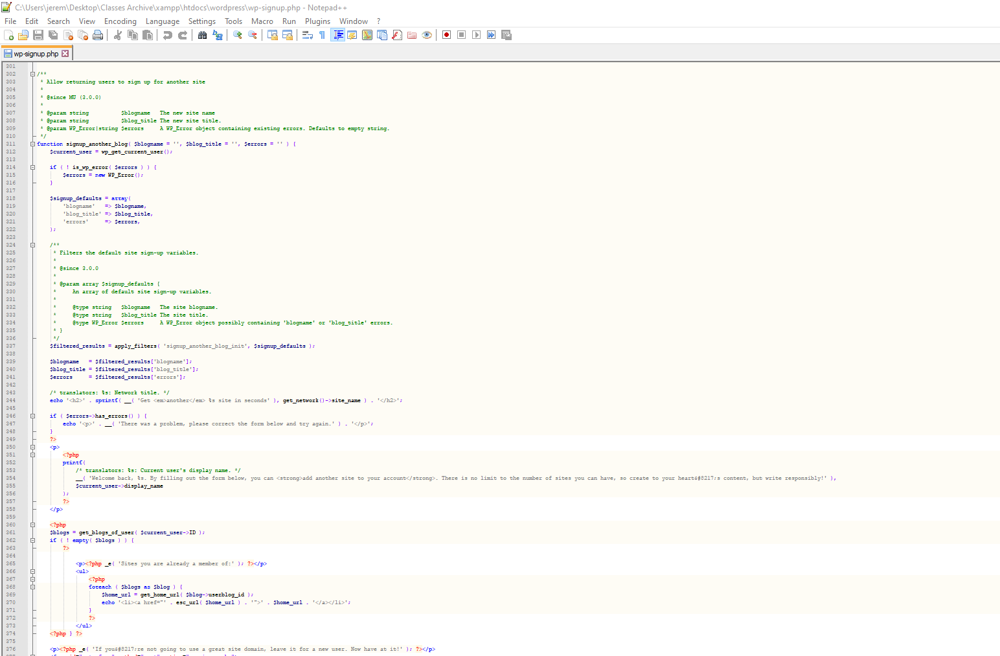 C:\Users\jerem\Desktop\Classes Archive\xampp\htdocs\wordpress\wp-signup.php - Notepad++
File Edit Search View Encoding Language Settings Tools Macro Run Plugins Window ?
wp-signup.php
301
302 /**
303  * Allow returning users to sign up for another site
304  *
305  * @since MU (3.0.0)
306  *
307  * @param string          $blogname   The new site name
308  * @param string          $blog_title The new site title.
309  * @param WP_Error|string $errors     A WP_Error object containing existing errors. Defaults to empty string.
310  */
311 function signup_another_blog( $blogname = '', $blog_title = '', $errors = '' ) {
312     $current_user = wp_get_current_user();
313
314     if ( ! is_wp_error( $errors ) ) {
315         $errors = new WP_Error();
316     }
317
318     $signup_defaults = array(
319         'blogname'   => $blogname,
320         'blog_title' => $blog_title,
321         'errors'     => $errors,
322     );
323
324     /**
325      * Filters the default site sign-up variables.
326      *
327      * @since 3.0.0
328      *
329      * @param array $signup_defaults {
330      *     An array of default site sign-up variables.
331      *
332      *     @type string   $blogname   The site blogname.
333      *     @type string   $blog_title The site title.
334      *     @type WP_Error $errors     A WP_Error object possibly containing 'blogname' or 'blog_title' errors.
335      * }
336      */
337     $filtered_results = apply_filters( 'signup_another_blog_init', $signup_defaults );
338
339     $blogname   = $filtered_results['blogname'];
340     $blog_title = $filtered_results['blog_title'];
341     $errors     = $filtered_results['errors'];
342
343     /* translators: %s: Network title. */
344     echo '<h2>' . sprintf( __( 'Get <em>another</em> %s site in seconds' ), get_network()->site_name ) . '</h2>';
345
346     if ( $errors->has_errors() ) {
347         echo '<p>' . __( 'There was a problem, please correct the form below and try again.' ) . '</p>';
348     }
349     ?>
350     <p>
351         <?php
352         printf(
353             /* translators: %s: Current user's display name. */
354             __( 'Welcome back, %s. By filling out the form below, you can <strong>add another site to your account</strong>. There is no limit to the number of sites you can have, so create to your heart&#8217;s content, but write responsibly!' ),
355             $current_user->display_name
356         );
357         ?>
358     </p>
359
360     <?php
361     $blogs = get_blogs_of_user( $current_user->ID );
362     if ( ! empty( $blogs ) ) {
363         ?>
364
365             <p><?php _e( 'Sites you are already a member of:' ); ?></p>
366             <ul>
367                 <?php
368                 foreach ( $blogs as $blog ) {
369                     $home_url = get_home_url( $blog->userblog_id );
370                     echo '<li><a href="' . esc_url( $home_url ) . '">' . $home_url . '</a></li>';
371                 }
372                 ?>
373             </ul>
374     <?php } ?>
375
376     <p><?php _e( 'If you&#8217;re not going to use a great site domain, leave it for a new user. Now have at it!' ); ?></p>